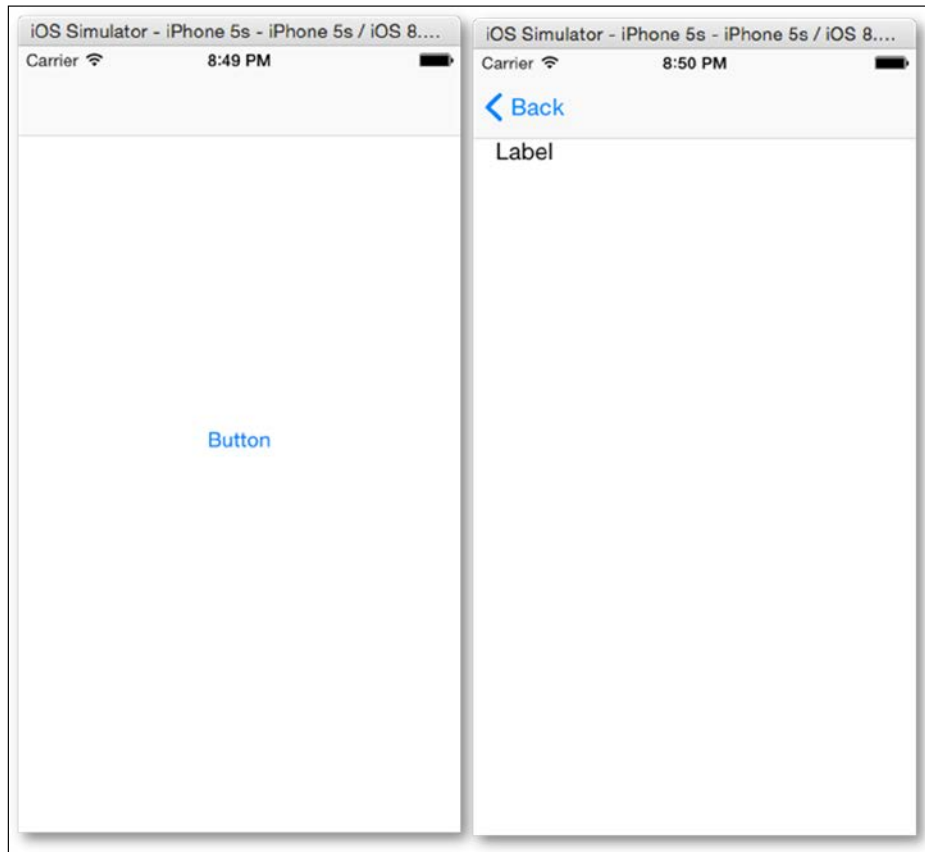 iOS Simulator - iPhone 5s - iPhone 5s / iOS 8....
Carrier 8:49 PM
Button
iOS Simulator - iPhone 5s - iPhone 5s / iOS 8....
Carrier 8:50 PM
Back
Label